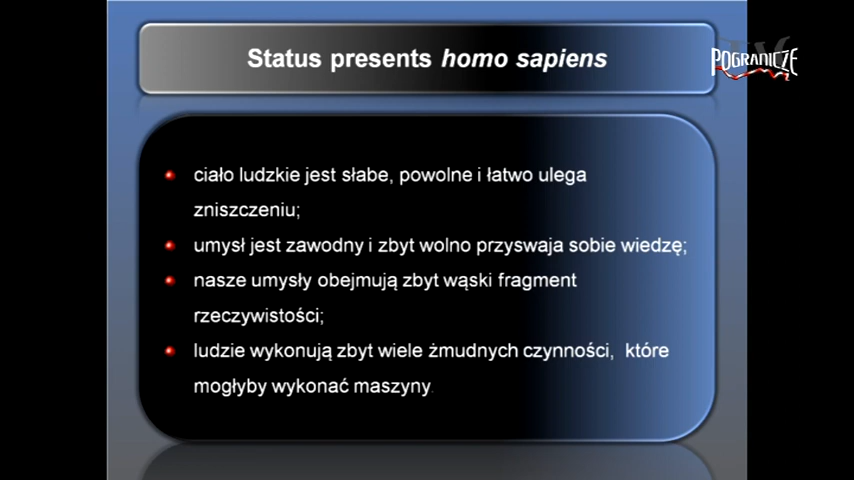 Status presents homo sapiens
TV
POGRANICZE
ciało ludzkie jest słabe, powolne i łatwo ulega
zniszczeniu;
umysł jest zawodny i zbyt wolno przyswaja sobie wiedzę;
nasze umysły obejmują zbyt wąski fragment
rzeczywistości;
ludzie wykonują zbyt wiele żmudnych czynności, które
mogłyby wykonać maszyny.